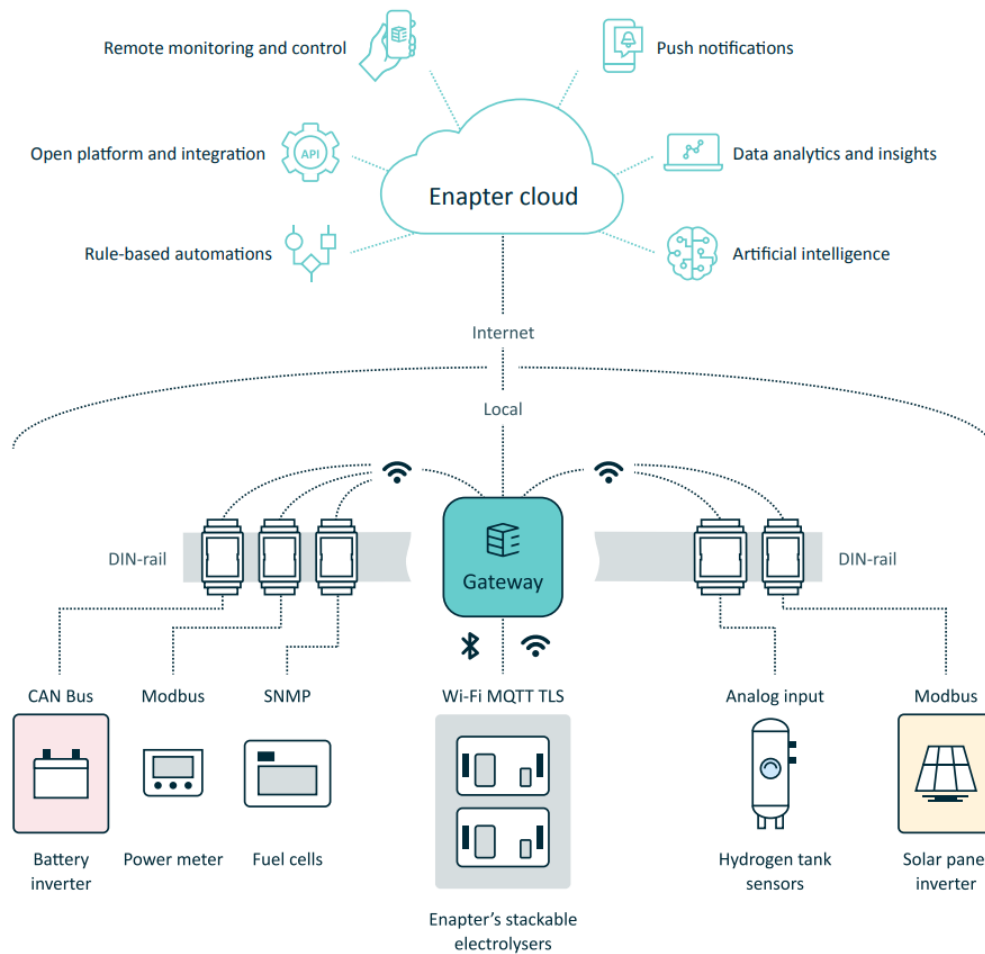 Remote monitoring and control
Push notifications
Open platform and integration
API
Data analytics and insights
Enapter cloud
Rule-based automations
Artificial intelligence
Internet
Local
DIN-rail
Gateway
DIN-rail
CAN Bus
Modbus
SNMP
Wi-Fi MQTT TLS
Analog input
Modbus
Battery
inverter
Power meter
Fuel cells
Hydrogen tank
sensors
Solar pane
inverter
Enapter’s stackable
electrolysers